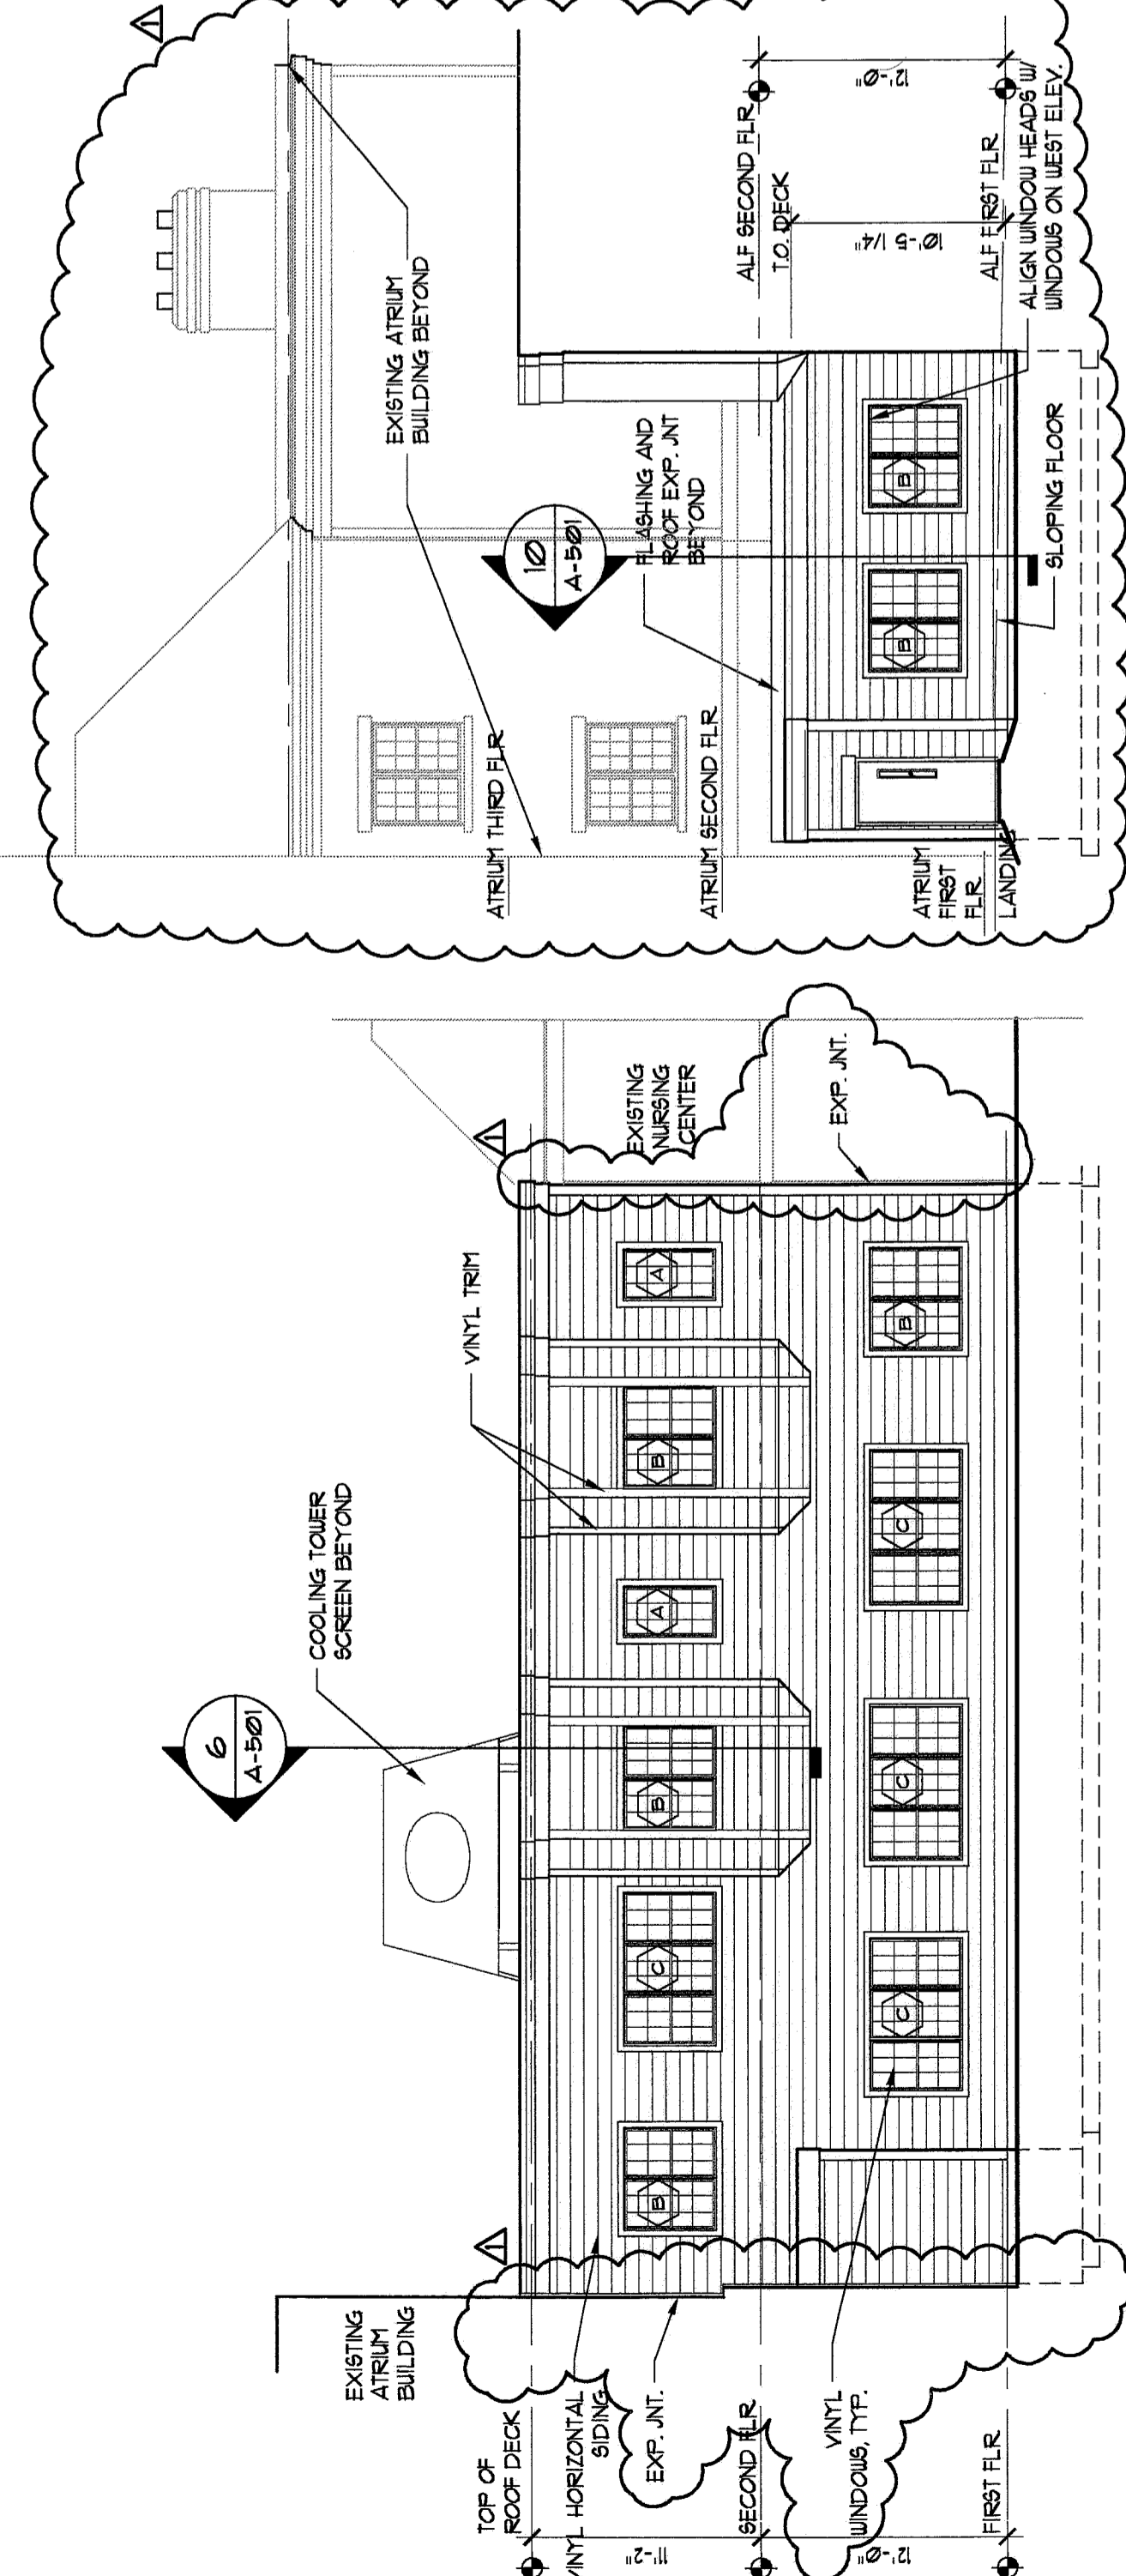 EXISTING
ATRIUM
BUILDING
TOP OF
ROOF DECK
VINYL HORIZONTAL
SIDING
EXP. JNT.
SECOND FLR
VINYL
WINDOWS, TYP.
FIRST FLR
11'-2"
12'-0"
1
6
A-501
COOLING TOWER
SCREEN BEYOND
VINYL TRIM
1
EXISTING
NURSING
CENTER
EXP. JNT.
B
C
B
A
B
A
C
C
C
B
1
EXISTING ATRIUM
BUILDING BEYOND
10
A-501
FLASHING AND
ROOF EXP. JNT
BEYOND
ATRIUM THIRD FLR
ATRIUM SECOND FLR
ATRIUM
FIRST
FLR
LANDING
B
B
SLOPING FLOOR
ALF SECOND FLR
T.O. DECK
ALF FIRST FLR
12'-0"
10'-5 1/4"
ALIGN WINDOW HEADS W/
WINDOWS ON WEST ELEV.